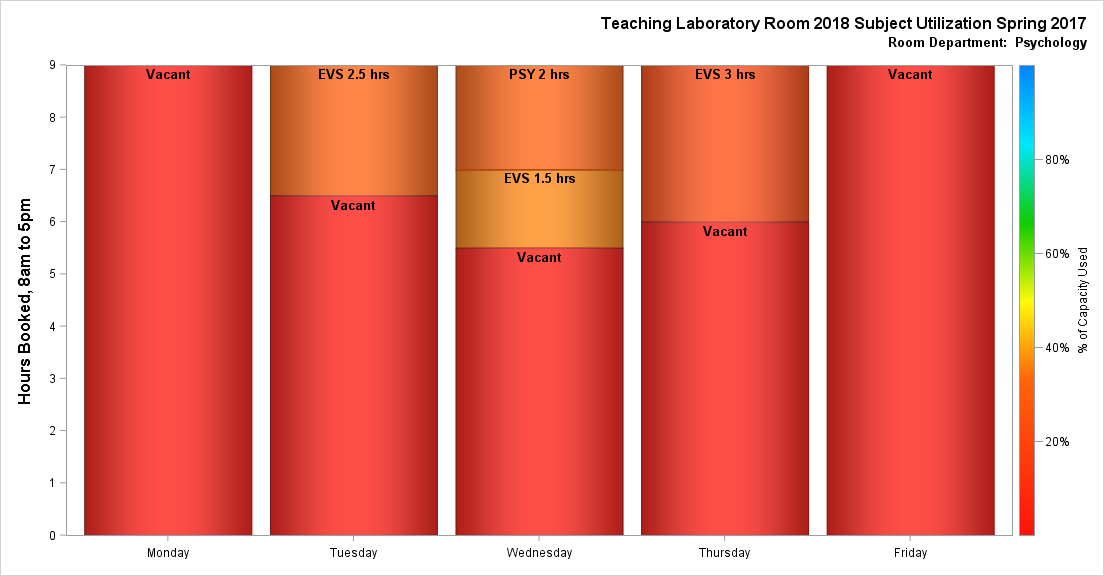 Teaching Laboratory Room 2018 Subject Utilization Spring 2017
Room Department:  Psychology
Hours Booked, 8am to 5pm
9
8
7
6
5
4
3
2
1
0
Vacant
EVS 2.5 hrs
PSY 2 hrs
EVS 3 hrs
Vacant
EVS 1.5 hrs
Vacant
Vacant
Vacant
Monday
Tuesday
Wednesday
Thursday
Friday
80%
60%
40%
20%
% of Capacity Used